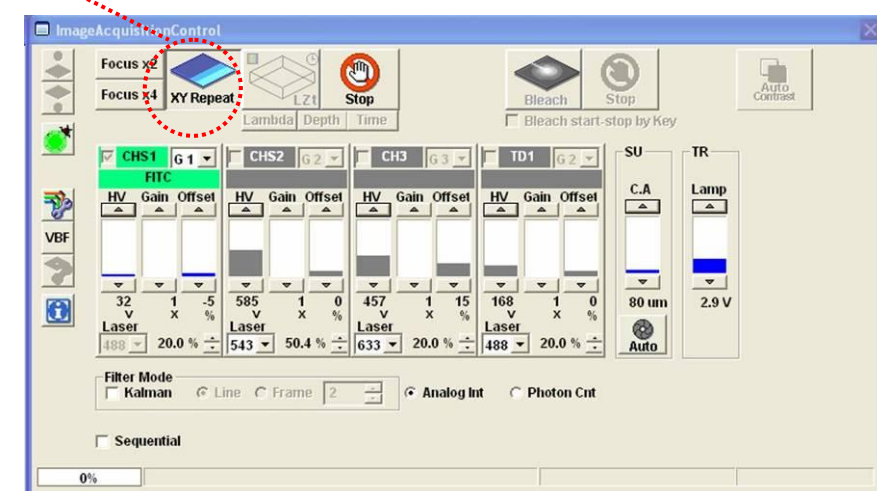 ImageAcquisitionControl
Focus x2
Focus x4
XY Repeat
LZt
Stop
Bleach
Stop
Auto
Contrast
Lambda Depth Time
Bleach start-stop by Key
CHS1 G 1 CHS2 G 2 CH3 G 3 TD1 G 2 SU TR
FITC
HV Gain Offset HV Gain Offset HV Gain Offset HV Gain Offset C.A Lamp
VBF
32 1 -5 585 1 0 457 1 15 168 1 0 80 um 2.9 V
V X % V X % V X % V X %
Laser Laser Laser Laser
488 20.0 % 543 50.4 % 633 20.0 % 488 20.0 % Auto
Filter Mode
Kalman Line Frame 2 Analog Int Photon Cnt
Sequential
0%